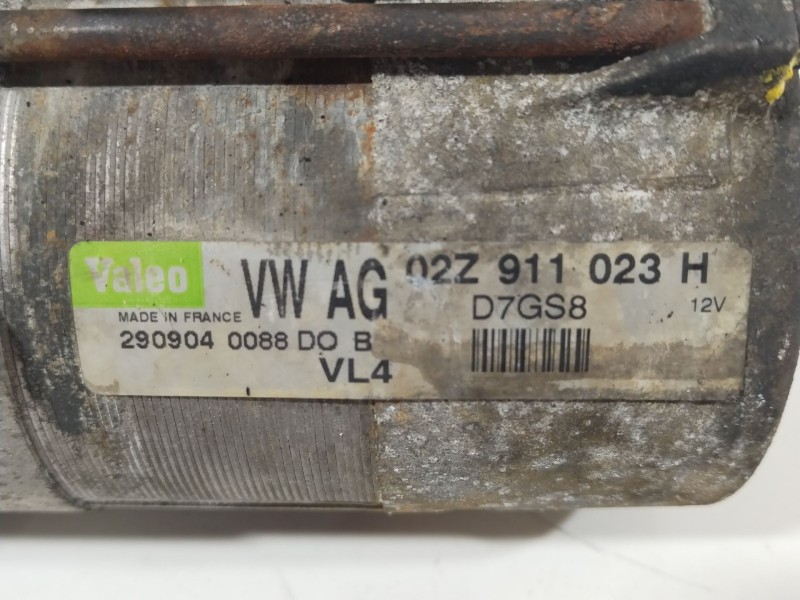 Valeo VW AG 02Z 911 023 H
MADE IN FRANCE D7GS8 12V
290904 0088 DO B
VL4